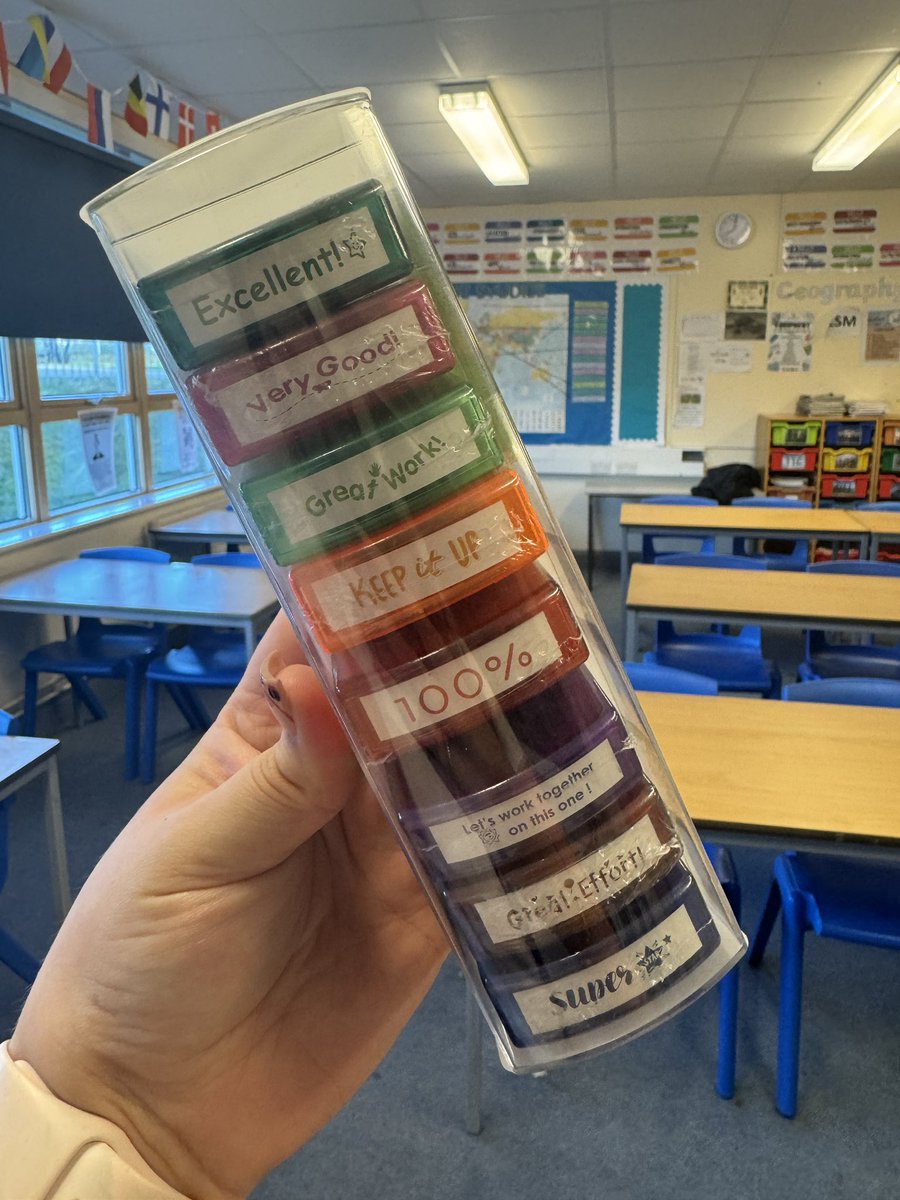 Excellent!
Very Good!
Great Work!
KEEP it UP
100%
Let's work together
on this one !
Great Effort!
Super STAR
Geography